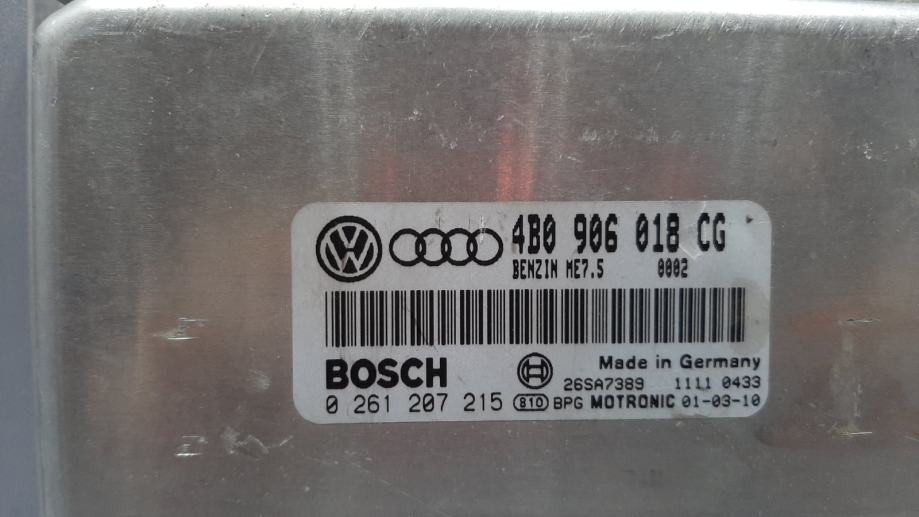 4B0 906 018 CG
BENZIN ME7.5 0002
BOSCH
Made in Germany
26SA7389 1111 0433
0 261 207 215 810 BPG MOTRONIC 01-03-10